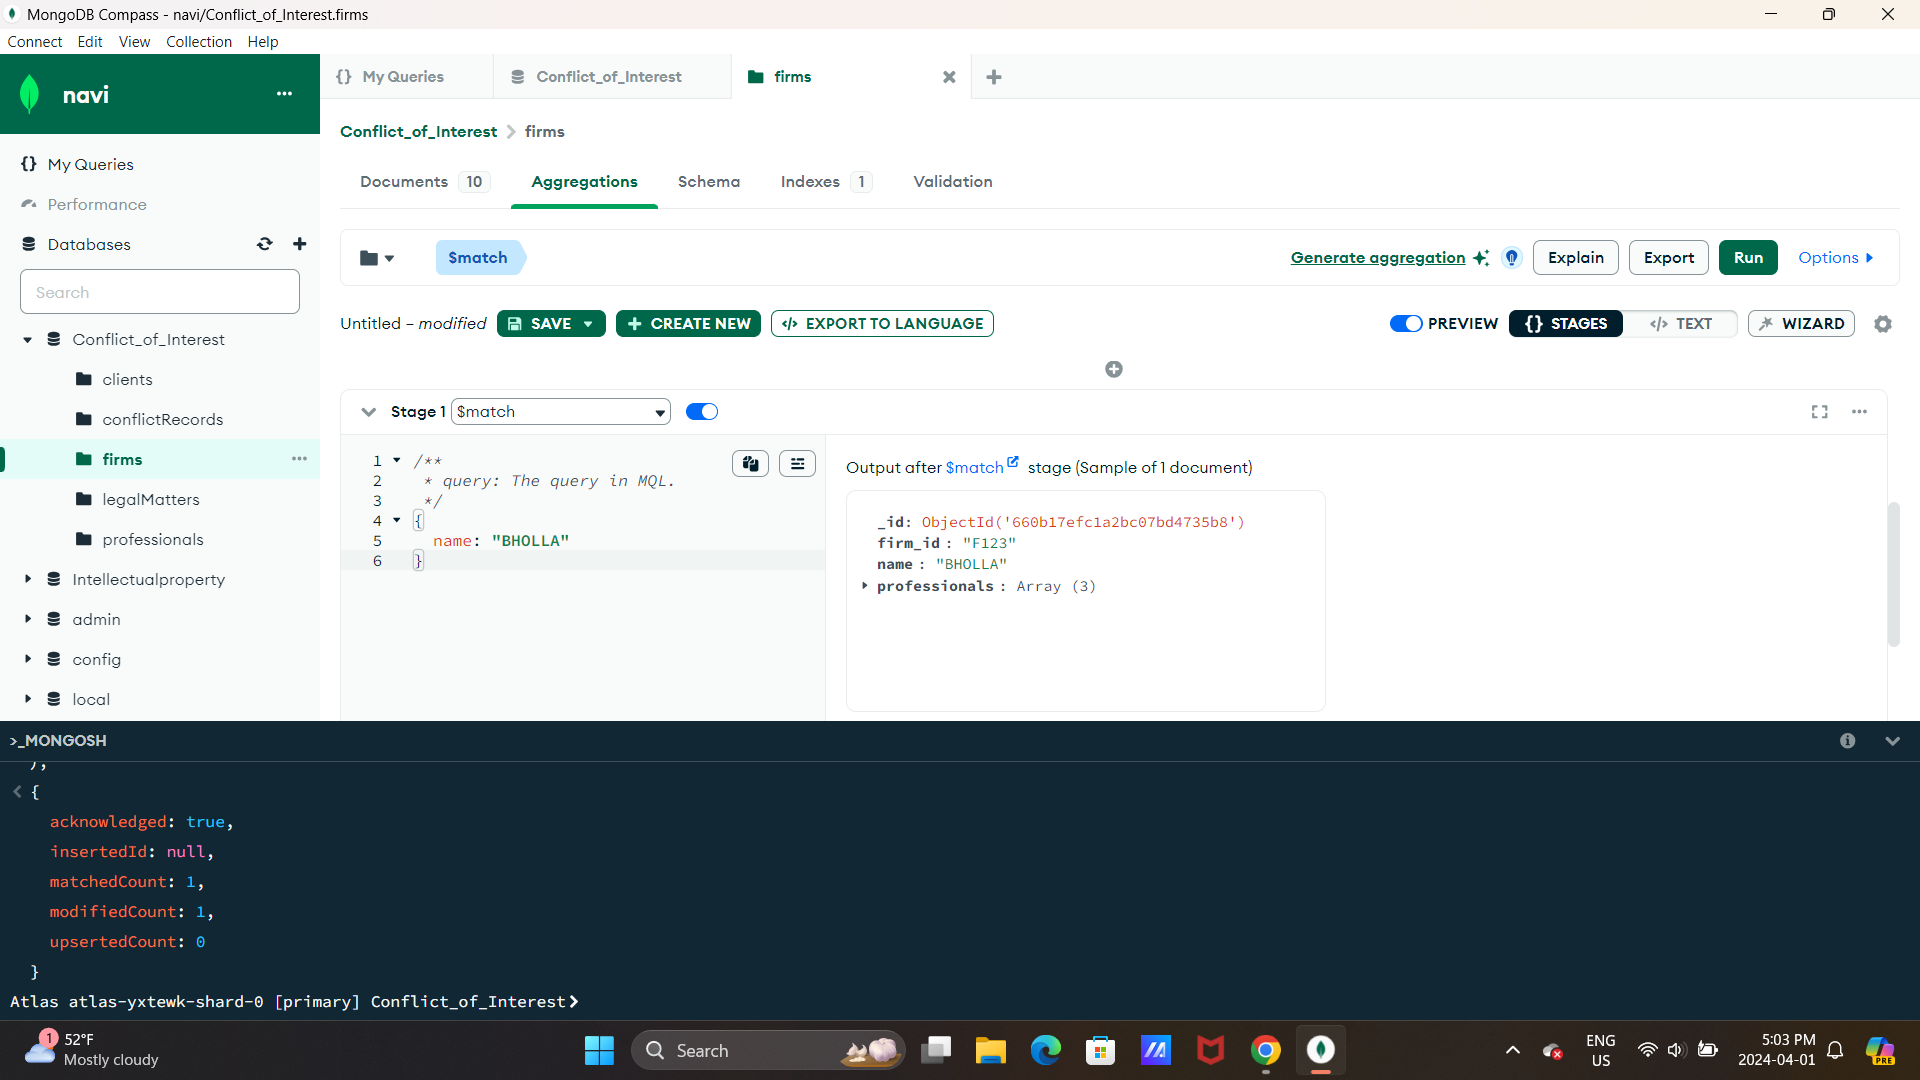 MongoDB Compass - navi/Conflict_of_Interest.firms
Connect Edit View Collection Help
navi
My Queries
Conflict_of_Interest
firms
Conflict_of_Interest > firms
My Queries
Performance
Databases
Search
Conflict_of_Interest
clients
conflictRecords
firms
legalMatters
professionals
Intellectualproperty
admin
config
local
Documents 10
Aggregations
Schema
Indexes 1
Validation
$match
Generate aggregation
Explain
Export
Run
Options
Untitled – modified
SAVE
+ CREATE NEW
</> EXPORT TO LANGUAGE
PREVIEW
{} STAGES
</> TEXT
WIZARD
Stage 1 $match
1 /**
2 * query: The query in MQL.
3 */
4 {
5 name: "BHOLLA"
6 }
Output after $match stage (Sample of 1 document)
_id: ObjectId('660b17efc1a2bc07bd4735b8')
firm_id : "F123"
name : "BHOLLA"
professionals : Array (3)
>_MONGOSH
},
< {
acknowledged: true,
insertedId: null,
matchedCount: 1,
modifiedCount: 1,
upsertedCount: 0
}
Atlas atlas-yxtewk-shard-0 [primary] Conflict_of_Interest>
1
52°F
Mostly cloudy
Search
ENG
US
5:03 PM
2024-04-01
PRE